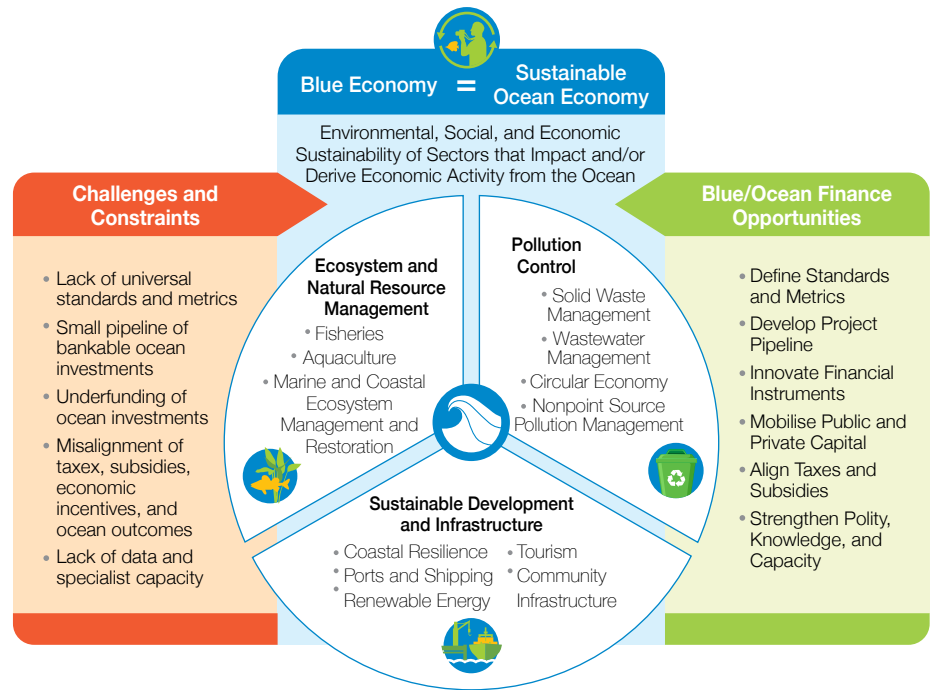 Blue Economy = Sustainable
Ocean Economy
Environmental, Social, and Economic
Sustainability of Sectors that Impact and/or
Derive Economic Activity from the Ocean
Challenges and
Constraints
• Lack of universal
standards and metrics
• Small pipeline of
bankable ocean
investments
• Underfunding of
ocean investments
• Misalignment of
taxex, subsidies,
economic
incentives, and
ocean outcomes
• Lack of data and
specialist capacity
Ecosystem and
Natural Resource
Management
• Fisheries
• Aquaculture
• Marine and Coastal
Ecosystem
Management and
Restoration
Pollution
Control
• Solid Waste
Management
• Wastewater
Management
• Circular Economy
• Nonpoint Source
Pollution Management
Sustainable Development
and Infrastructure
• Coastal Resilience
• Ports and Shipping
• Renewable Energy
• Tourism
• Community
Infrastructure
Blue/Ocean Finance
Opportunities
• Define Standards
and Metrics
• Develop Project
Pipeline
• Innovate Financial
Instruments
• Mobilise Public and
Private Capital
• Align Taxes and
Subsidies
• Strengthen Polity,
Knowledge, and
Capacity